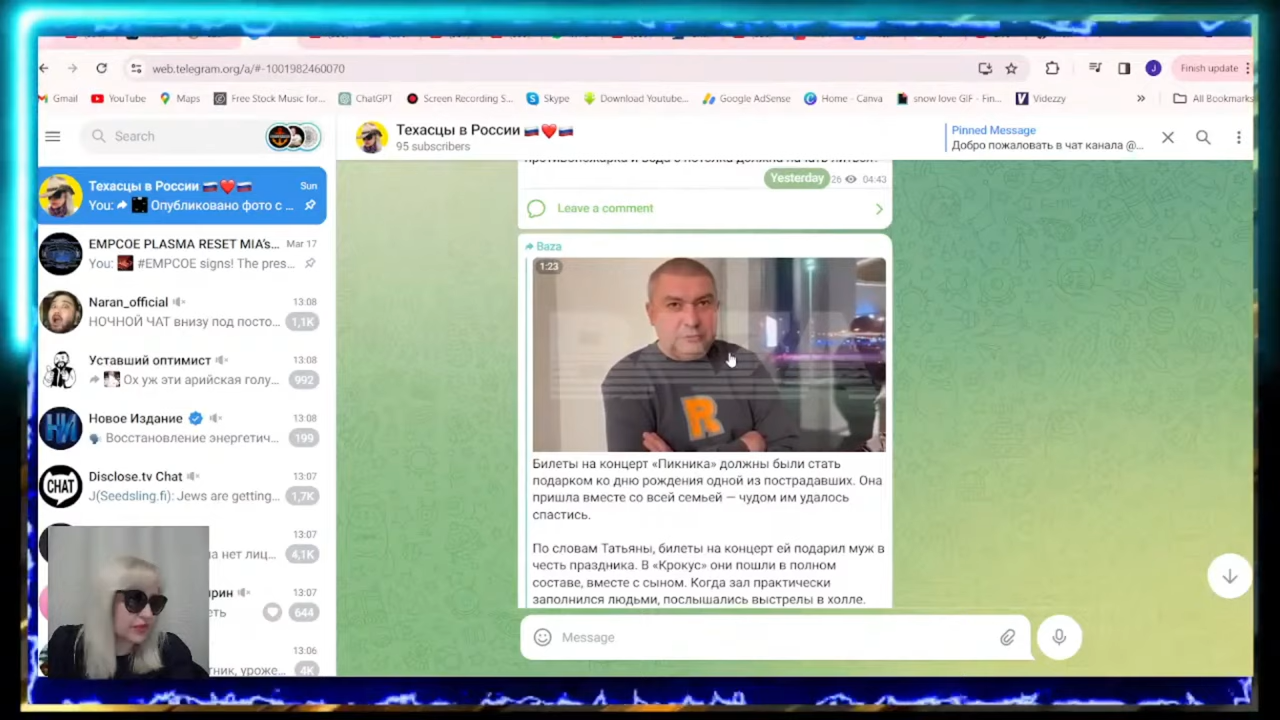 web.telegram.org/a/#-1001982460070
Finish update
Gmail
YouTube
Maps
Free Stock Music for...
ChatGPT
Screen Recording S...
Skype
Download Youtube...
Google AdSense
Home - Canva
snow love GIF - Fin...
Videzzy
»
All Bookmarks
Search
Техасцы в России
95 subscribers
Pinned Message
Добро пожаловать в чат канала @...
Техасцы в России
Sun
You: Опубликовано фото с ...
EMPCOE PLASMA RESET MIA's...
Mar 17
You: #EMPCOE signs! The pres...
Naran_official
13:08
НОЧНОЙ ЧАТ внизу под посто...
1,1K
Уставший оптимист
13:08
Ох уж эти арийская голу...
992
Новое Издание
13:08
Восстановление энергетич...
199
Disclose.tv Chat
13:07
J(Seedsling.fi): Jews are getting...
1,7K
CHAT
13:07
4,1K
13:07
644
13:06
4K
Yesterday
26
04:43
Leave a comment
Baza
1:23
R
Билеты на концерт «Пикника» должны были стать
подарком ко дню рождения одной из пострадавших. Она
пришла вместе со всей семьей — чудом им удалось
спастись.
По словам Татьяны, билеты на концерт ей подарил муж в
честь праздника. В «Крокус» они пошли в полном
составе, вместе с сыном. Когда зал практически
заполнился людьми, послышались выстрелы в холле.
Message